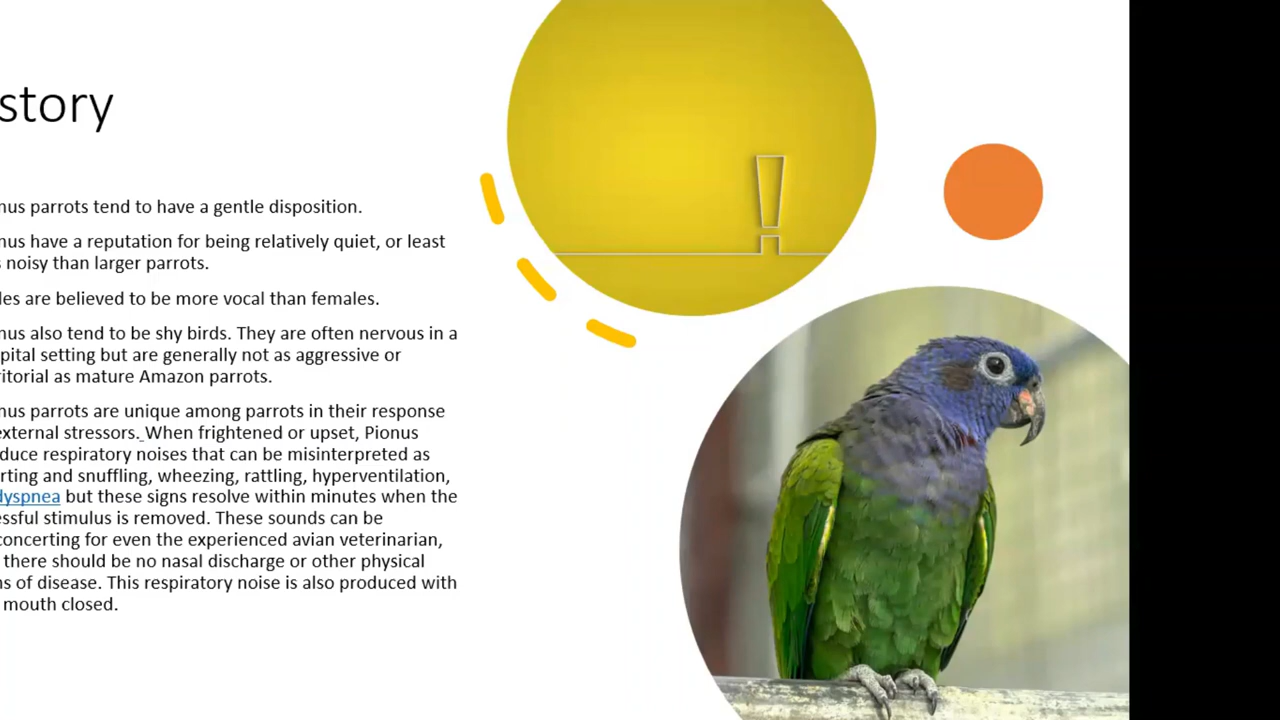 story
nus parrots tend to have a gentle disposition.
nus have a reputation for being relatively quiet, or least
s noisy than larger parrots.
les are believed to be more vocal than females.
nus also tend to be shy birds. They are often nervous in a
pital setting but are generally not as aggressive or
ritorial as mature Amazon parrots.
nus parrots are unique among parrots in their response
external stressors. When frightened or upset, Pionus
duce respiratory noises that can be misinterpreted as
rting and snuffling, wheezing, rattling, hyperventilation,
dyspnea but these signs resolve within minutes when the
essful stimulus is removed. These sounds can be
concerting for even the experienced avian veterinarian,
there should be no nasal discharge or other physical
ns of disease. This respiratory noise is also produced with
mouth closed.
!